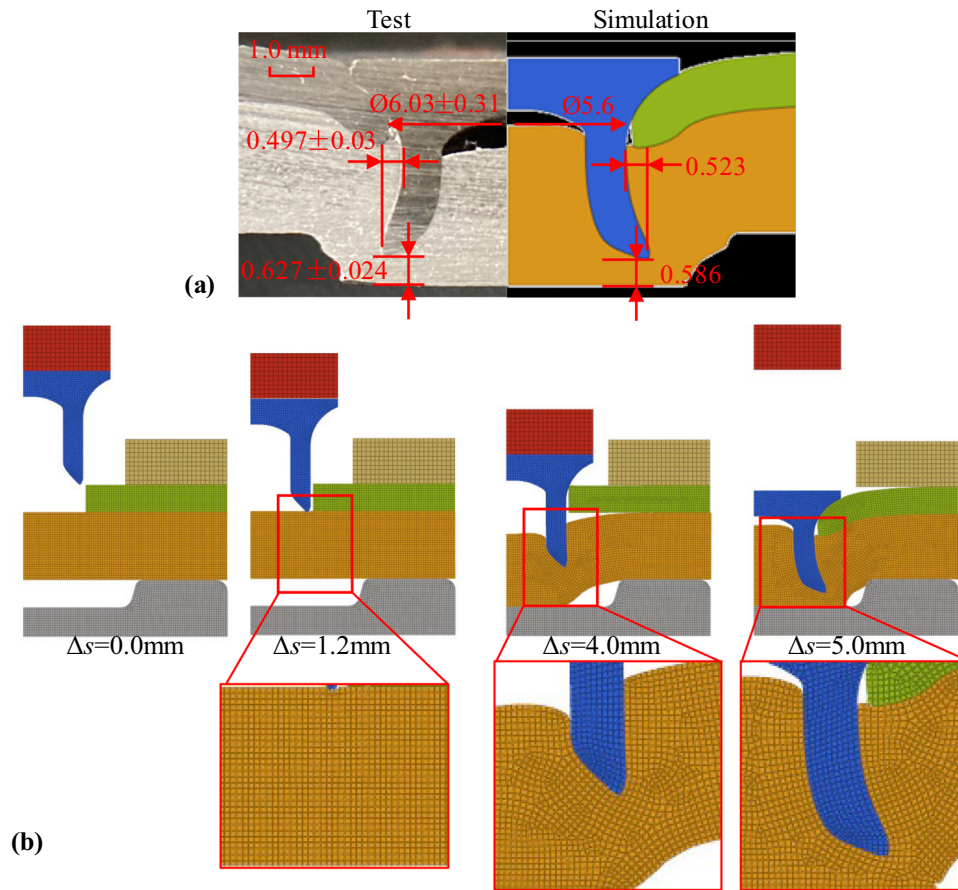 Test Simulation
1.0 mm
Ø6.03±0.31 Ø5.6
0.497±0.03
0.523
0.627±0.024 0.586
(a)
Δs=0.0mm Δs=1.2mm Δs=4.0mm Δs=5.0mm
(b)